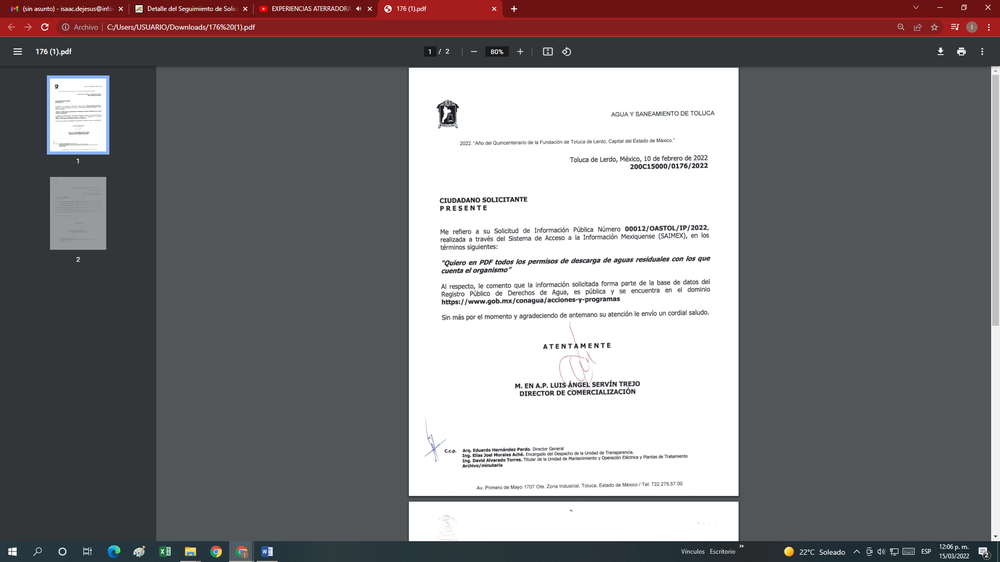 (sin asunto) - isaac.dejesus@info
Detalle del Seguimiento de Solici
EXPERIENCIAS ATERRADORA
176 (1).pdf
Archivo
C:/Users/USUARIO/Downloads/176%20(1).pdf
I
176 (1).pdf
1 / 2
80%
1
2
AGUA Y SANEAMIENTO DE TOLUCA
2022. "Año del Quincentenario de la Fundación de Toluca de Lerdo, Capital del Estado de México."
Toluca de Lerdo, México, 10 de febrero de 2022
200C15000/0176/2022
CIUDADANO SOLICITANTE
P R E S E N T E
Me refiero a su Solicitud de Información Pública Número 00012/OASTOL/IP/2022,
realizada a través del Sistema de Acceso a la Información Mexiquense (SAIMEX), en los
términos siguientes:
"Quiero en PDF todos los permisos de descarga de aguas residuales con los que
cuenta el organismo"
Al respecto, le comento que la información solicitada forma parte de la base de datos del
Registro Público de Derechos de Agua, es pública y se encuentra en el dominio
https://www.gob.mx/conagua/acciones-y-programas
Sin más por el momento y agradeciendo de antemano su atención le envío un cordial saludo.
A T E N T A M E N T E
M. EN A.P. LUIS ÁNGEL SERVÍN TREJO
DIRECTOR DE COMERCIALIZACIÓN
C.c.p. Arq. Eduardo Hernández Pardo. Director General
Ing. Elías Joel Morales Aché. Encargado del Despacho de la Unidad de Transparencia.
Ing. David Alvarado Torres. Titular de la Unidad de Mantenimiento y Operación Eléctrica y Plantas de Tratamiento
Archivo/minutario
Av. Primero de Mayo 1707 Ote. Zona Industrial, Toluca, Estado de México / Tel: 722.275.57.00
Vínculos Escritorio
22°C Soleado
ESP
12:06 p. m.
15/03/2022
2